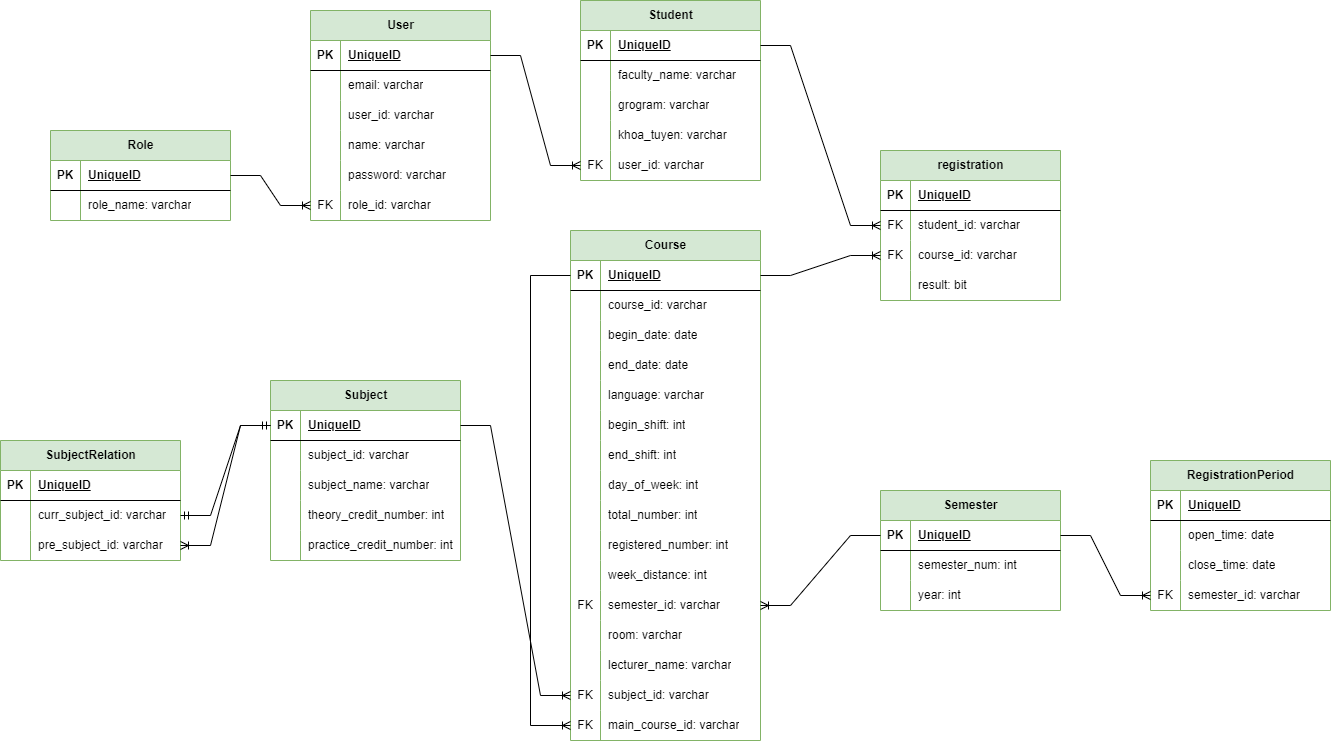 User
PK UniqueID
email: varchar
user_id: varchar
name: varchar
password: varchar
FK role_id: varchar
Student
PK UniqueID
faculty_name: varchar
grogram: varchar
khoa_tuyen: varchar
FK user_id: varchar
Role
PK UniqueID
role_name: varchar
registration
PK UniqueID
FK student_id: varchar
FK course_id: varchar
result: bit
Course
PK UniqueID
course_id: varchar
begin_date: date
end_date: date
language: varchar
begin_shift: int
end_shift: int
day_of_week: int
total_number: int
registered_number: int
week_distance: int
FK semester_id: varchar
room: varchar
lecturer_name: varchar
FK subject_id: varchar
FK main_course_id: varchar
Subject
PK UniqueID
subject_id: varchar
subject_name: varchar
theory_credit_number: int
practice_credit_number: int
SubjectRelation
PK UniqueID
curr_subject_id: varchar
pre_subject_id: varchar
Semester
PK UniqueID
semester_num: int
year: int
RegistrationPeriod
PK UniqueID
open_time: date
close_time: date
FK semester_id: varchar